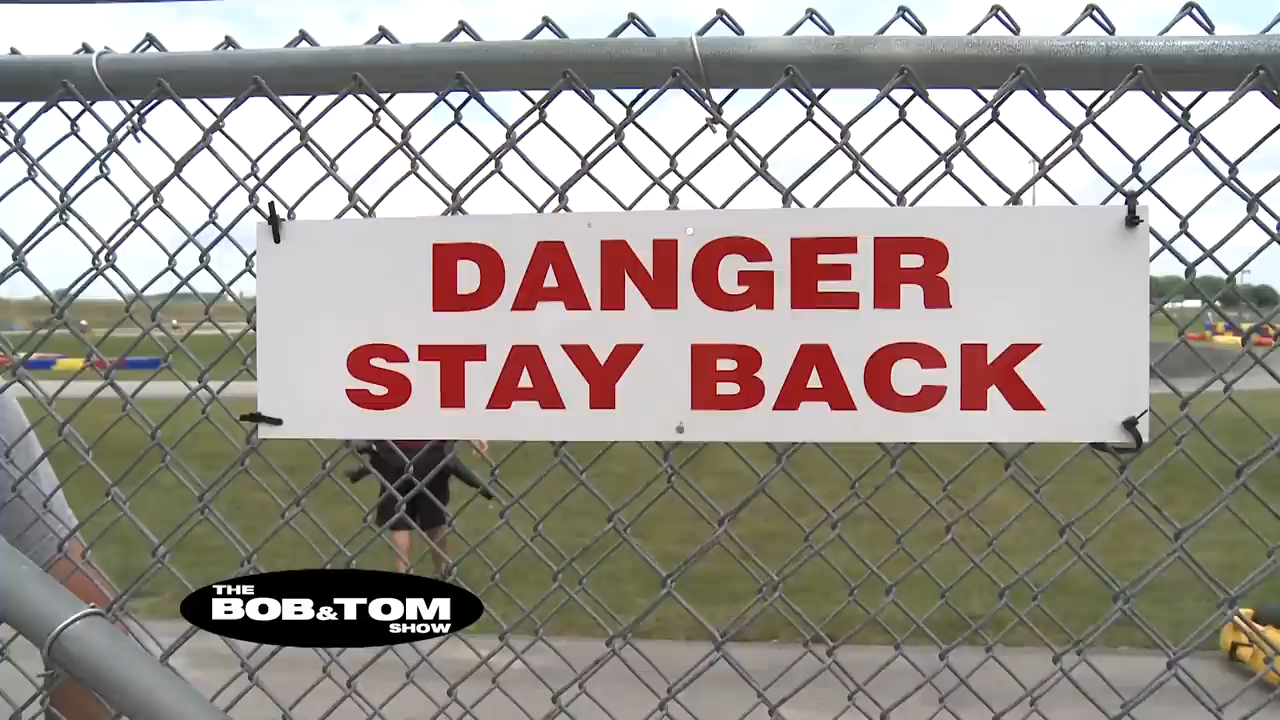 DANGER
STAY BACK
THE
BOB&TOM
SHOW